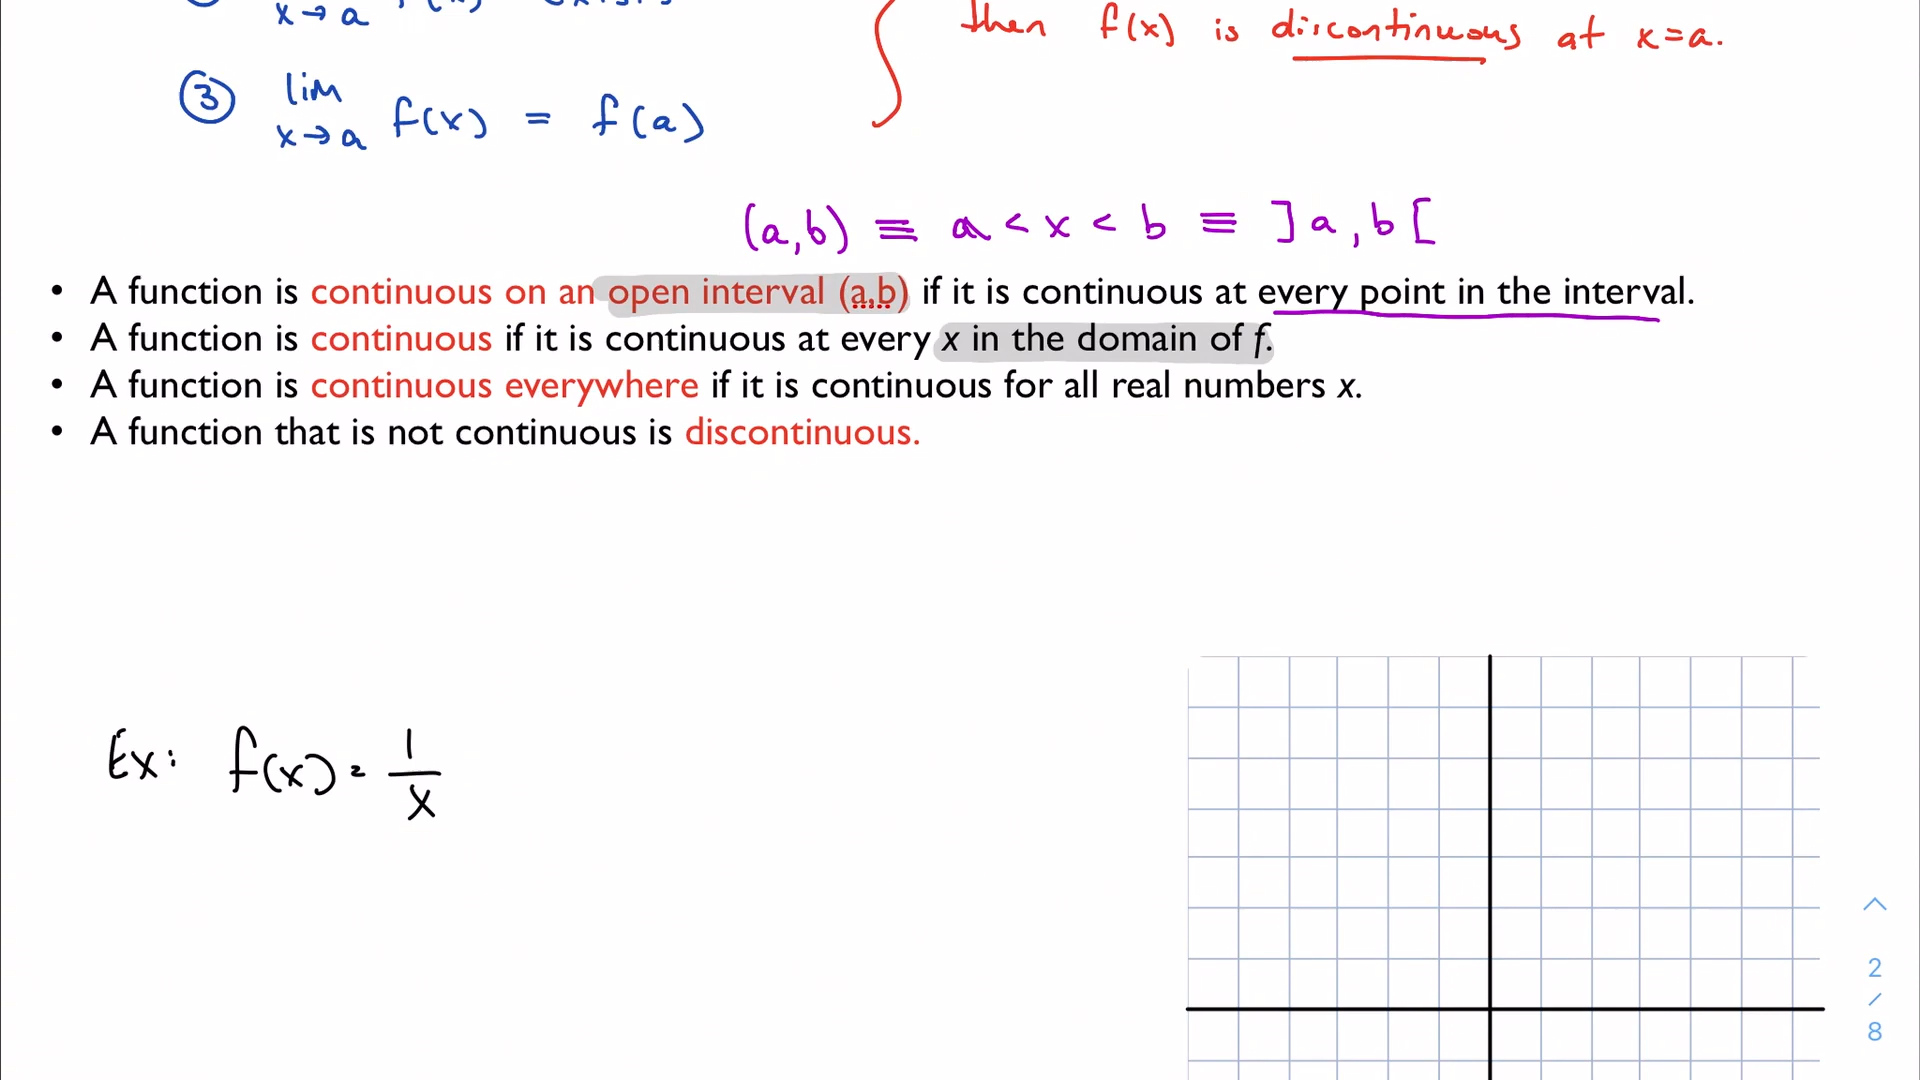 x→a
then f(x) is discontinuous at x=a.
③ lim x→a f(x) = f(a)
(a,b) ≡ a < x < b ≡ ]a,b[
• A function is continuous on an open interval (a,b) if it is continuous at every point in the interval.
• A function is continuous if it is continuous at every x in the domain of f.
• A function is continuous everywhere if it is continuous for all real numbers x.
• A function that is not continuous is discontinuous.
Ex: f(x) = 1/x
2
/
8